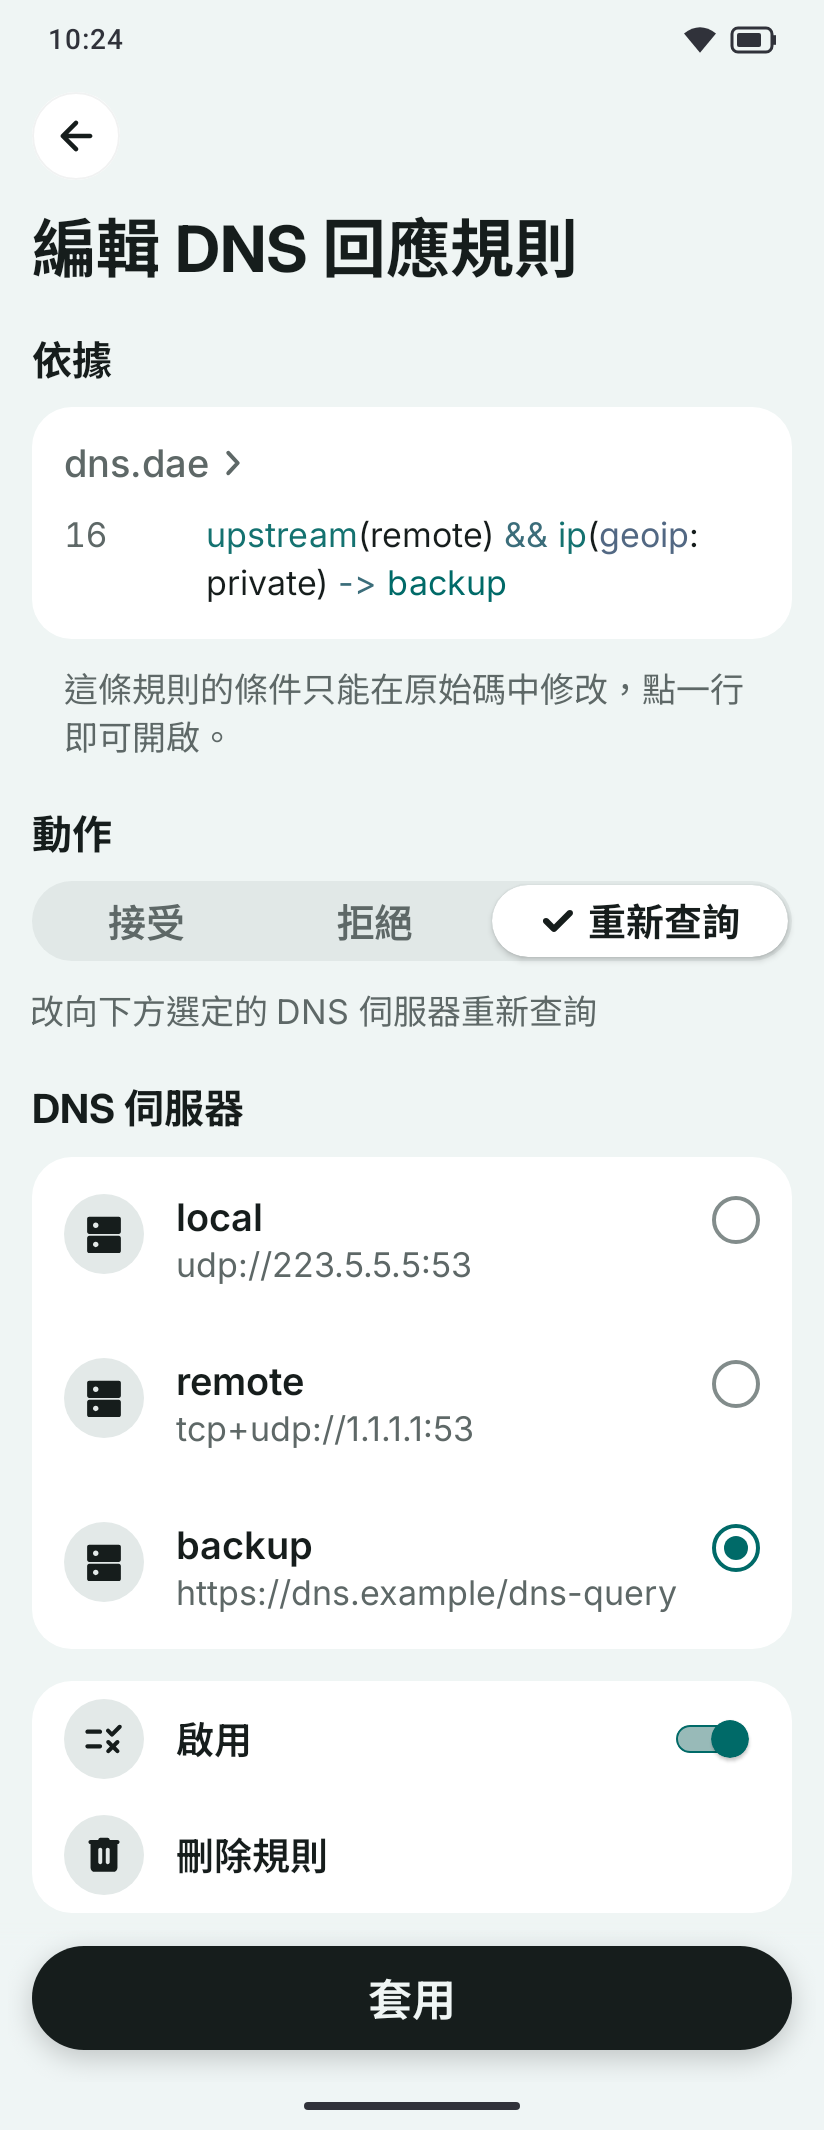 10:24
編輯 DNS 回應規則
依據
dns.dae
16 upstream(remote) && ip(geoip:
private) -> backup
這條規則的條件只能在原始碼中修改，點一行
即可開啟。
動作
接受 拒絕 重新查詢
改向下方選定的 DNS 伺服器重新查詢
DNS 伺服器
local
udp://223.5.5.5:53
remote
tcp+udp://1.1.1.1:53
backup
https://dns.example/dns-query
啟用
刪除規則
套用